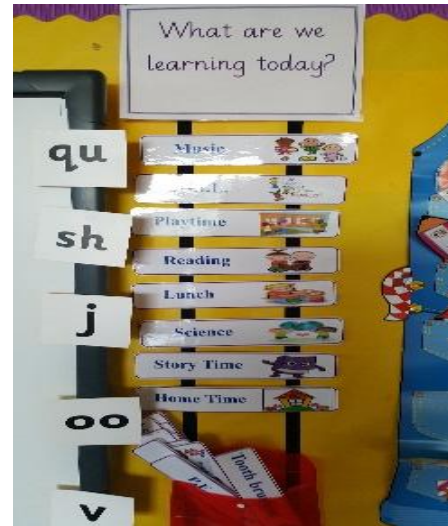 What are we
learning today?
qu
Music
sh
Playtime
Reading
Lunch
j
Science
Story Time
Home Time
oo
Tooth bru
v